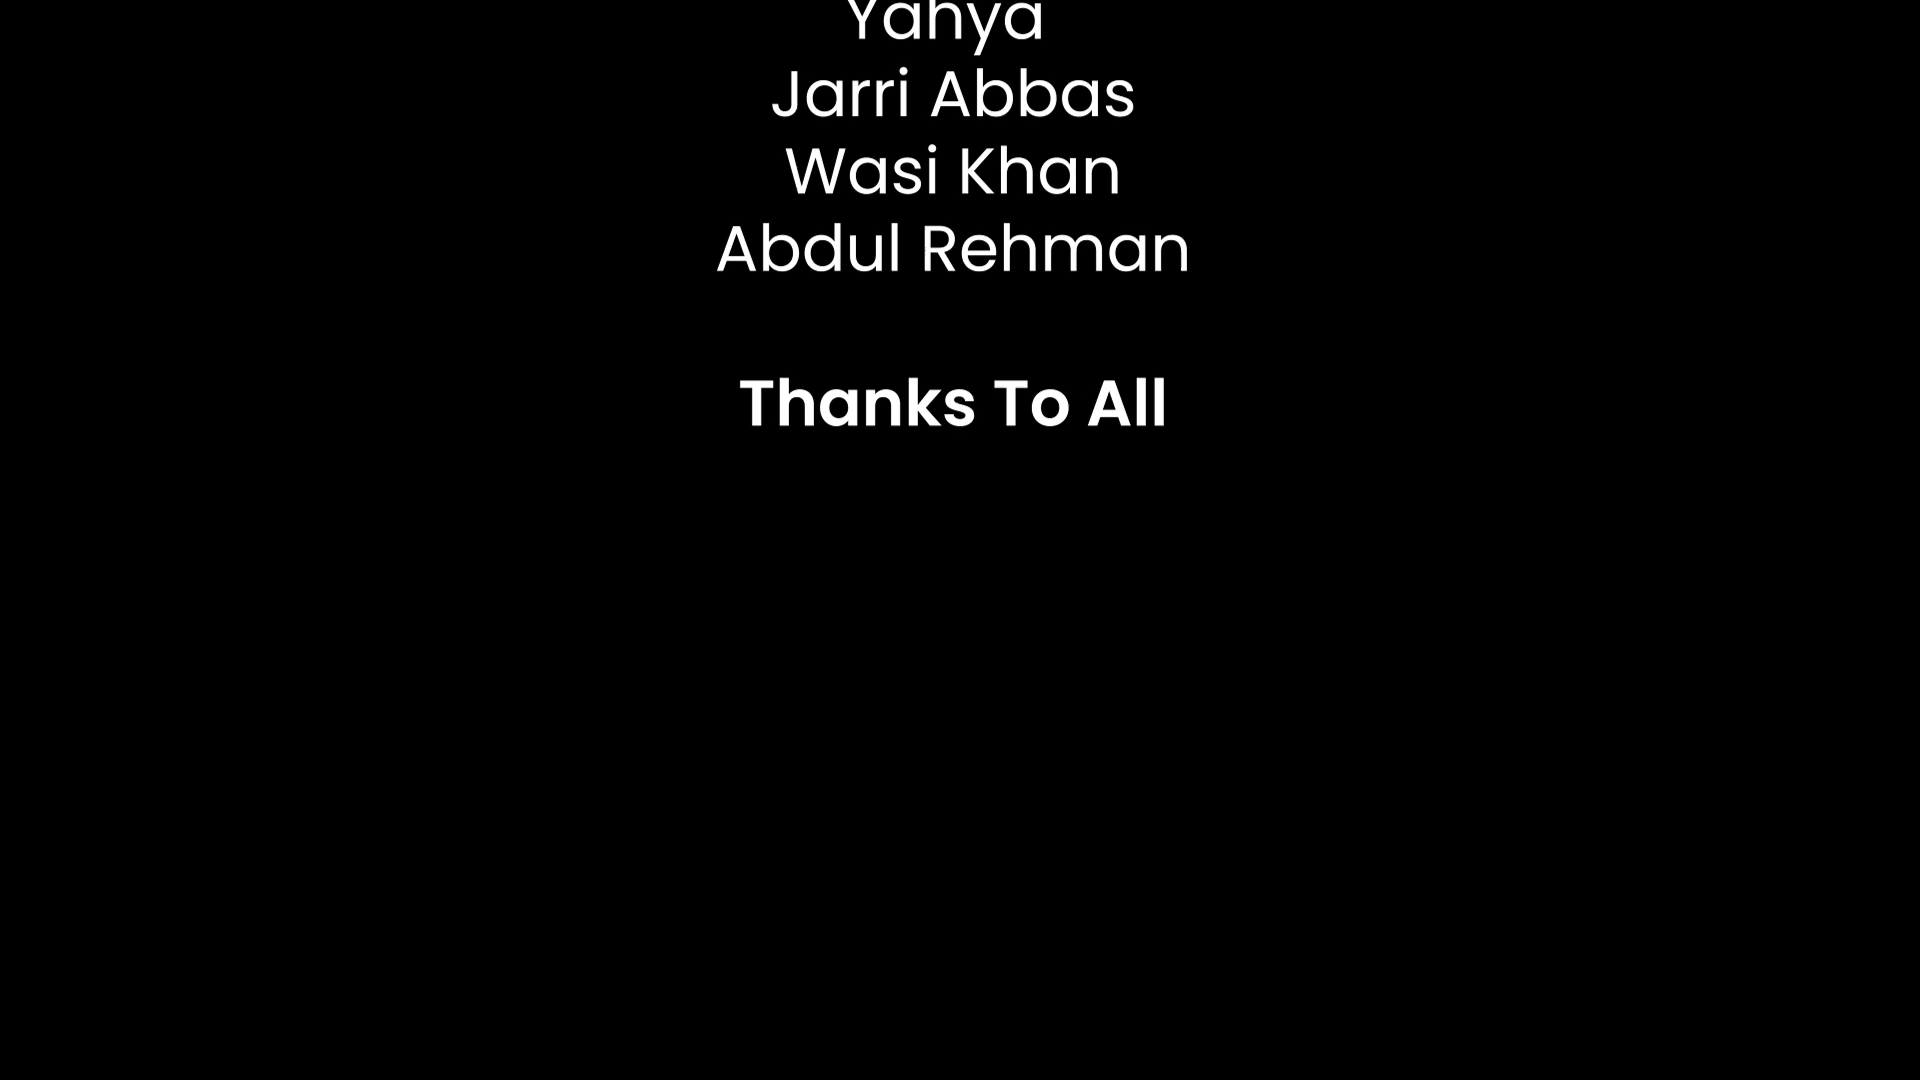 Yahya
Jarri Abbas
Wasi Khan
Abdul Rehman
Thanks To All